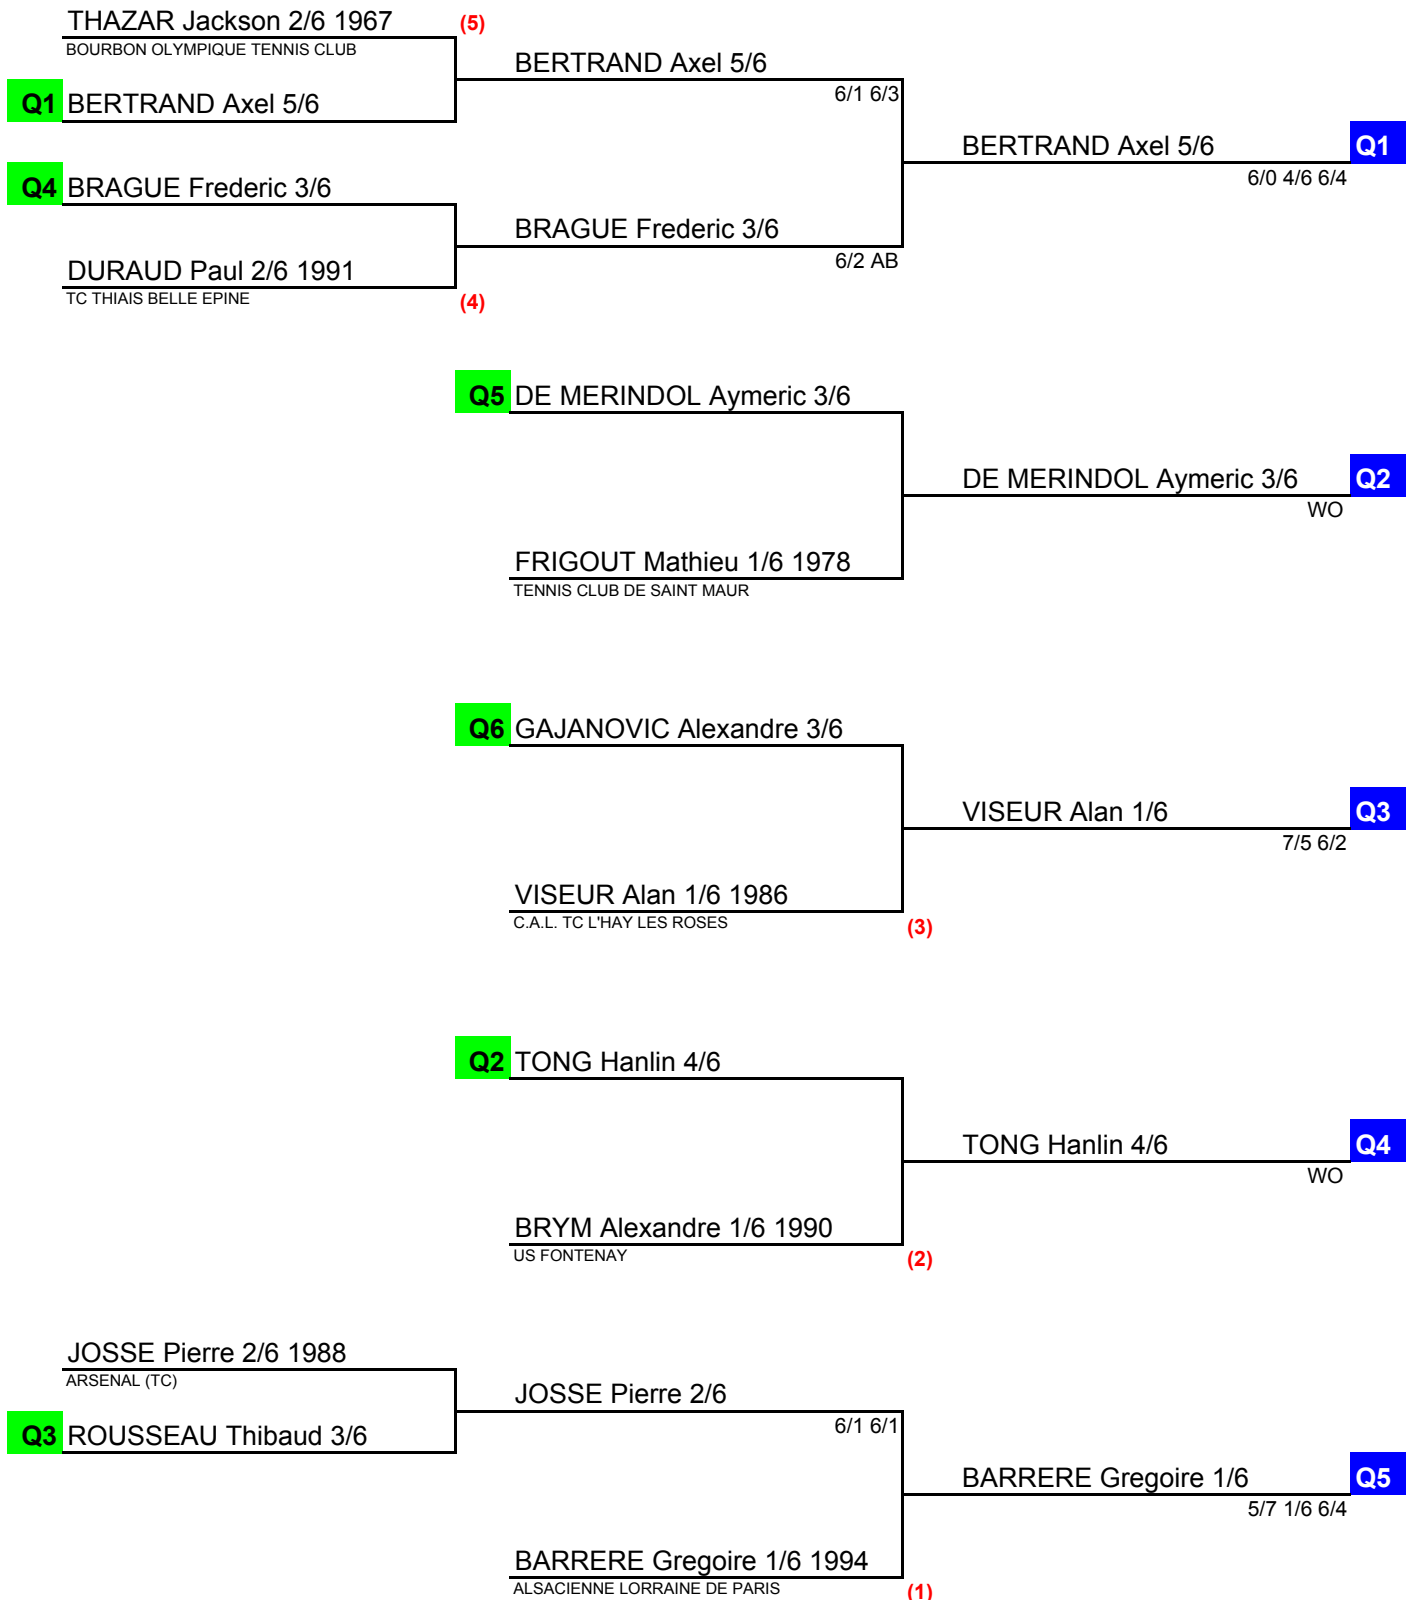 THAZAR Jackson 2/6 1967 (5)
BOURBON OLYMPIQUE TENNIS CLUB
BERTRAND Axel 5/6
6/1 6/3
Q1 BERTRAND Axel 5/6
BERTRAND Axel 5/6 Q1
6/0 4/6 6/4
Q4 BRAGUE Frederic 3/6
BRAGUE Frederic 3/6
6/2 AB
DURAUD Paul 2/6 1991
TC THIAIS BELLE EPINE
(4)
Q5 DE MERINDOL Aymeric 3/6
DE MERINDOL Aymeric 3/6 Q2
WO
FRIGOUT Mathieu 1/6 1978
TENNIS CLUB DE SAINT MAUR
Q6 GAJANOVIC Alexandre 3/6
VISEUR Alan 1/6 Q3
7/5 6/2
VISEUR Alan 1/6 1986
C.A.L. TC L'HAY LES ROSES
(3)
Q2 TONG Hanlin 4/6
TONG Hanlin 4/6 Q4
WO
BRYM Alexandre 1/6 1990
US FONTENAY
(2)
JOSSE Pierre 2/6 1988
ARSENAL (TC)
JOSSE Pierre 2/6
6/1 6/1
Q3 ROUSSEAU Thibaud 3/6
BARRERE Gregoire 1/6 Q5
5/7 1/6 6/4
BARRERE Gregoire 1/6 1994
ALSACIENNE LORRAINE DE PARIS
(1)